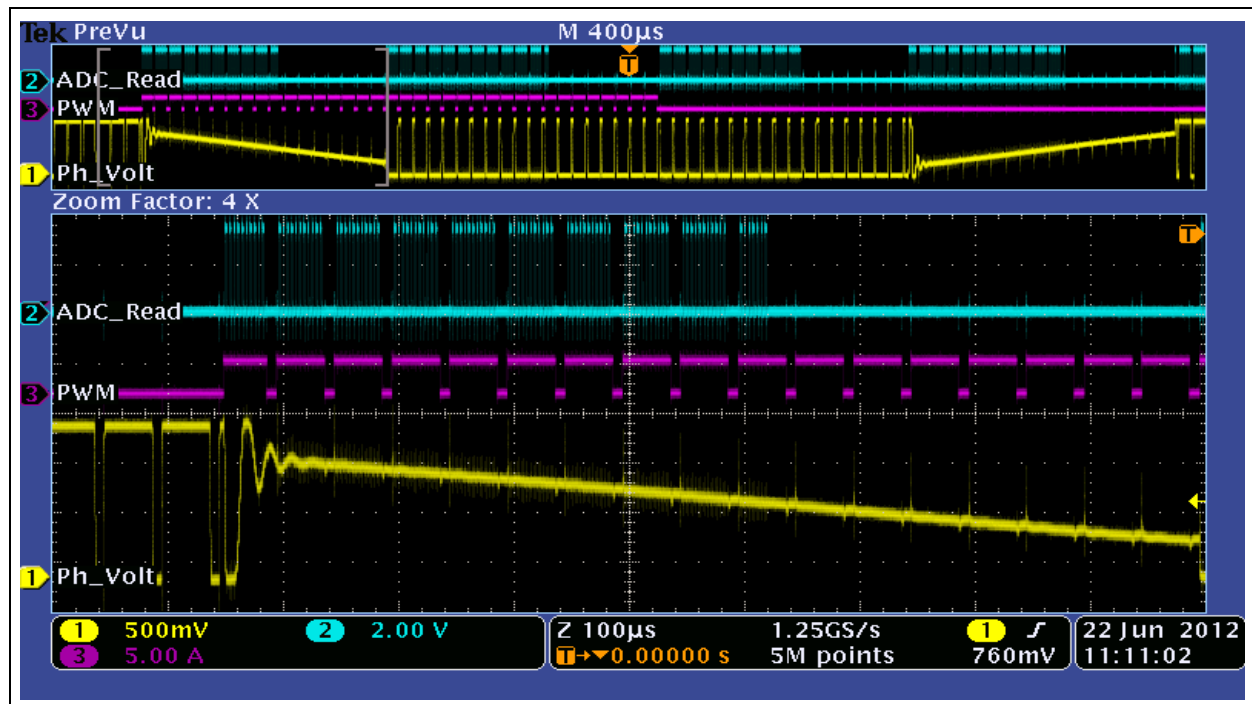 Tek PreVu M 400µs
T
2 ADC_Read
3 PWM
1 Ph_Volt
Zoom Factor: 4 X
T
2 ADC_Read
3 PWM
1 Ph_Volt
1 500mV 2 2.00 V Z 100µs 1.25GS/s 1 22 Jun 2012
3 5.00 A T→▼0.00000 s 5M points 760mV 11:11:02